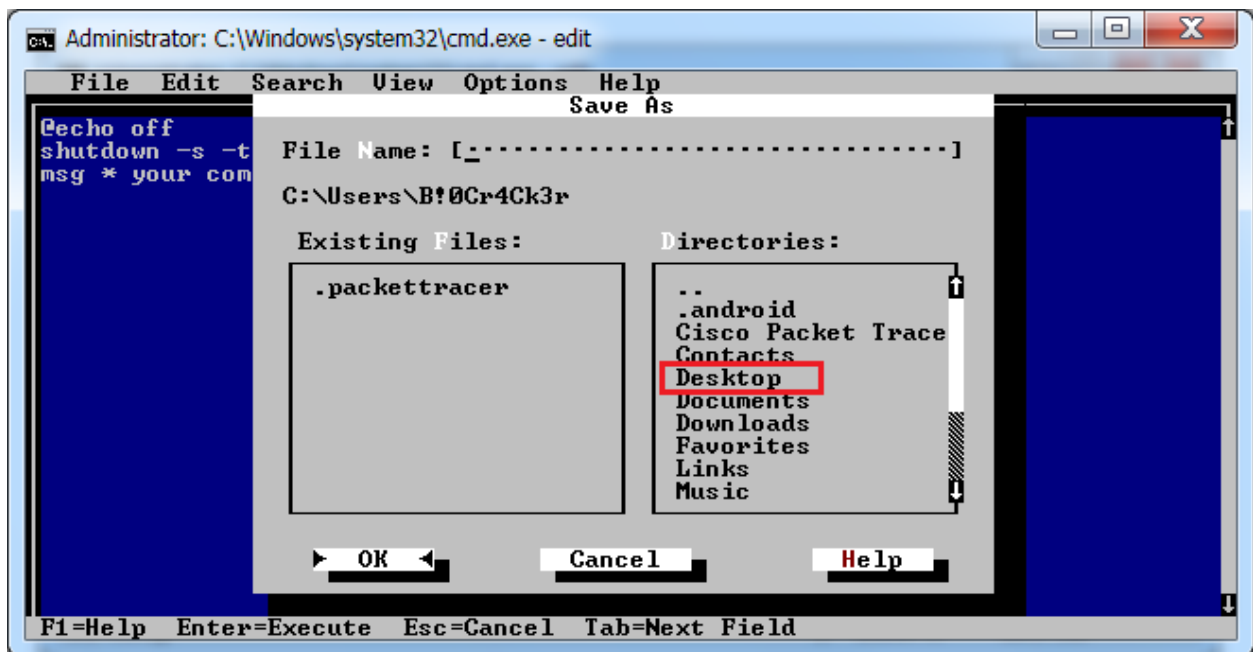 Administrator: C:\Windows\system32\cmd.exe - edit
File Edit Search View Options Help
Save As
@echo off
shutdown -s -t
msg * your com
File Name: [ ]
C:\Users\B!0Cr4Ck3r
Existing Files: Directories:
.packettracer
..
.android
Cisco Packet Trace
Contacts
Desktop
Documents
Downloads
Favorites
Links
Music
OK Cancel Help
F1=Help Enter=Execute Esc=Cancel Tab=Next Field